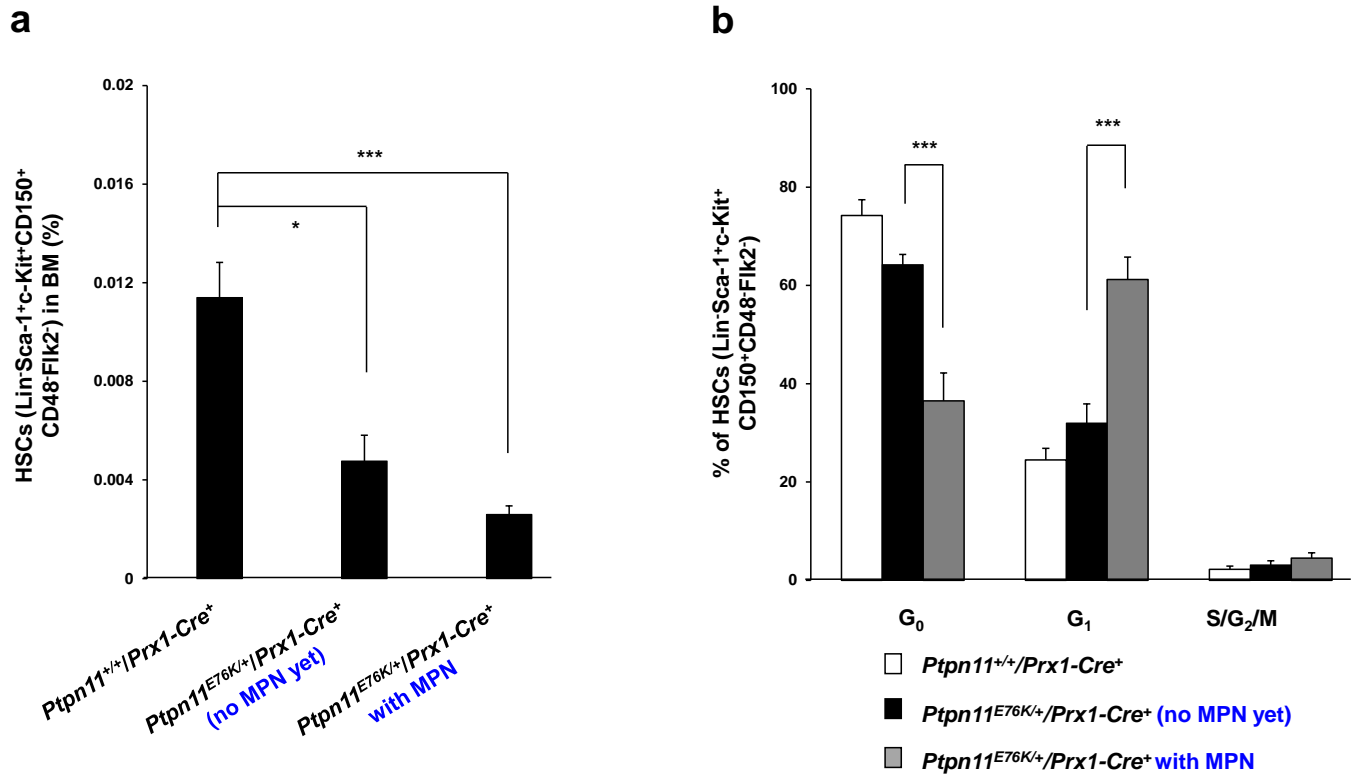 a
HSCs (Lin⁻Sca-1⁺c-Kit⁺CD150⁺
CD48⁻Flk2⁻) in BM (%)
0.02
0.016
0.012
0.008
0.004
0
***
*
Ptpn11⁺/⁺/Prx1-Cre⁺
Ptpn11ᴱ⁷⁶ᴷ/⁺/Prx1-Cre⁺
(no MPN yet)
Ptpn11ᴱ⁷⁶ᴷ/⁺/Prx1-Cre⁺
with MPN
b
% of HSCs (Lin⁻Sca-1⁺c-Kit⁺
CD150⁺CD48⁻Flk2⁻)
100
80
60
40
20
0
***
***
G₀
G₁
S/G₂/M
Ptpn11⁺/⁺/Prx1-Cre⁺
Ptpn11ᴱ⁷⁶ᴷ/⁺/Prx1-Cre⁺ (no MPN yet)
Ptpn11ᴱ⁷⁶ᴷ/⁺/Prx1-Cre⁺ with MPN